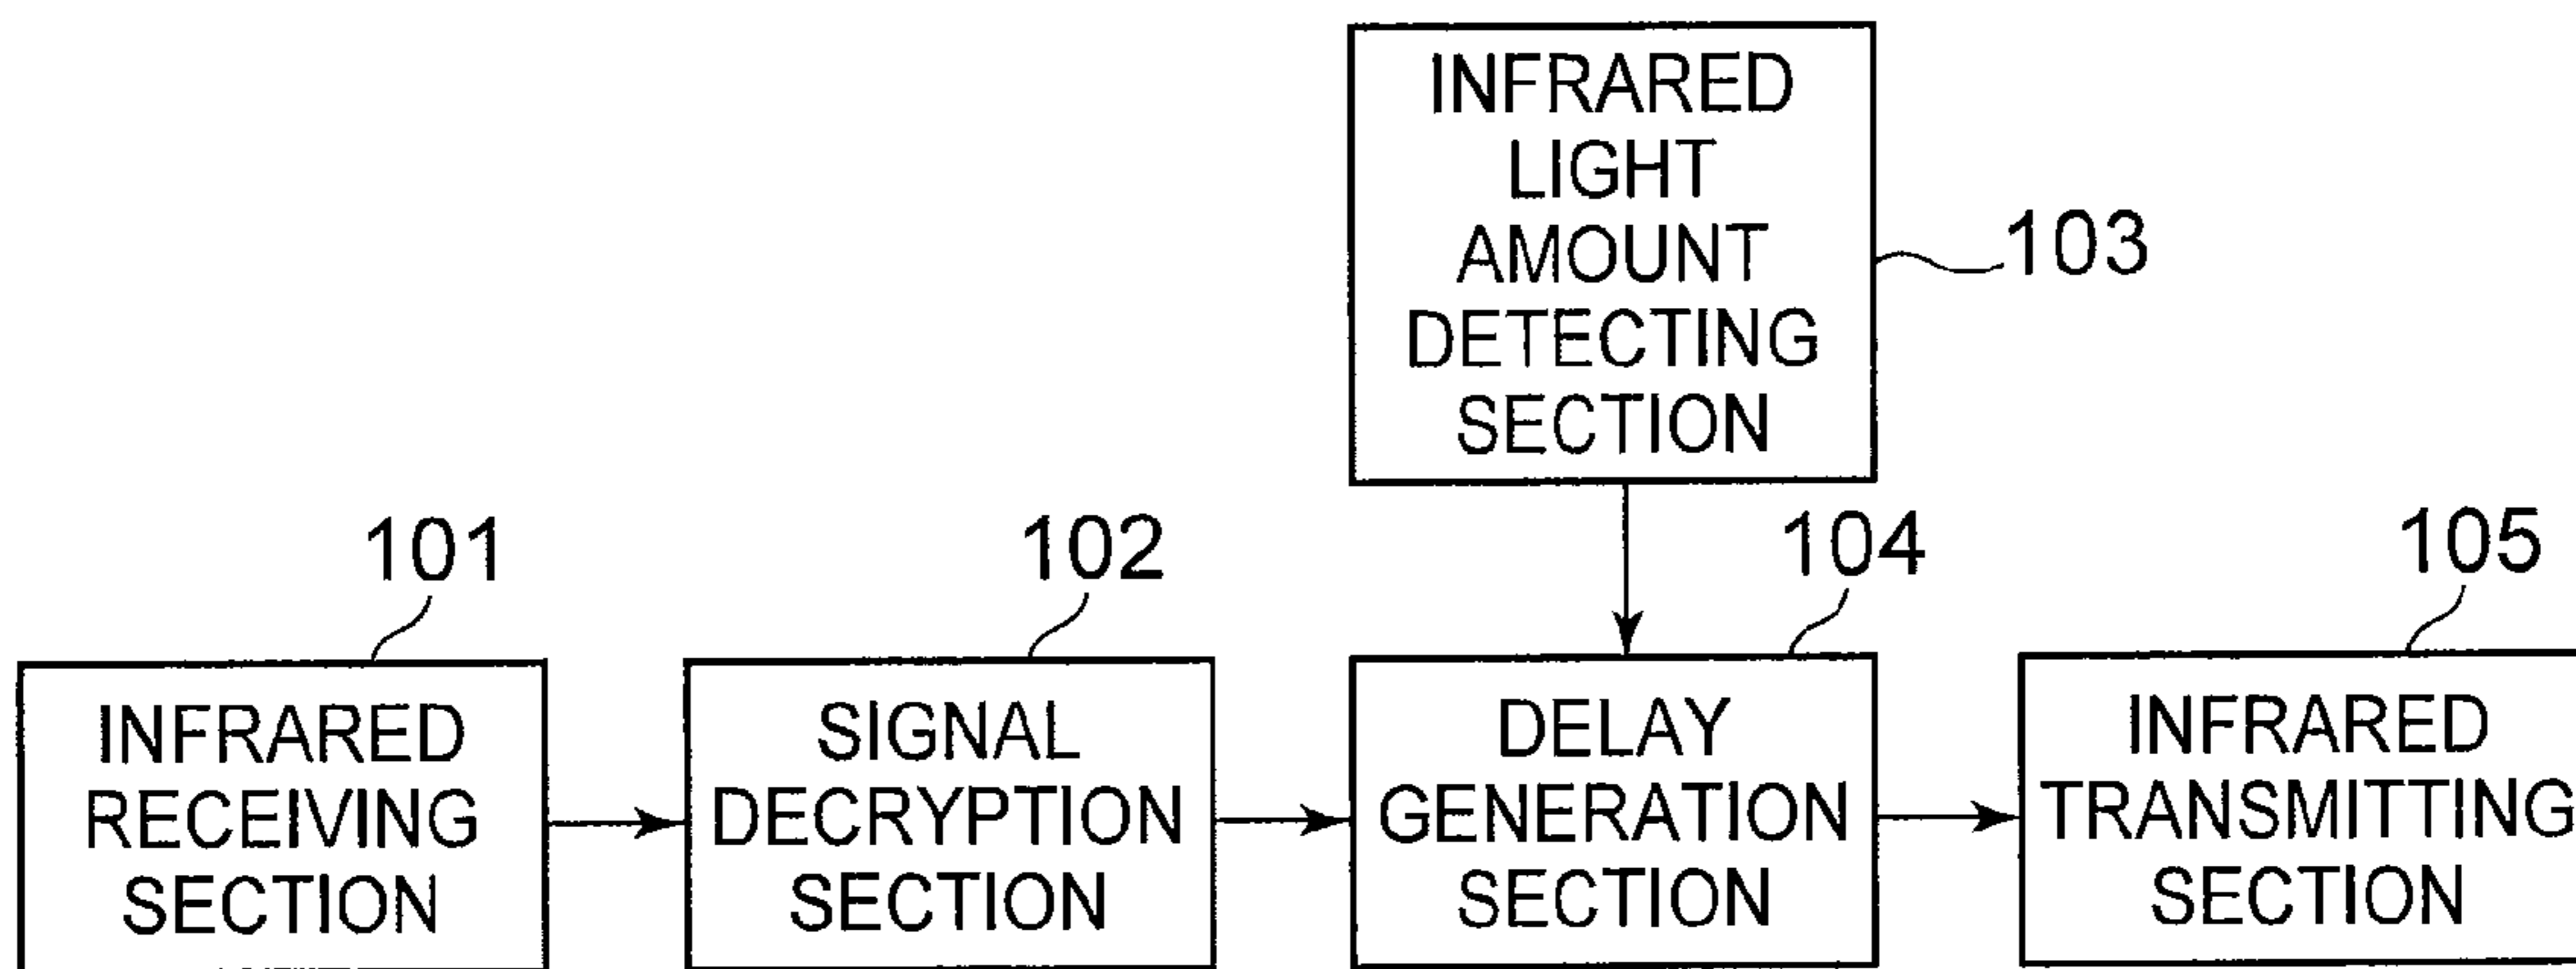 INFRARED
LIGHT
AMOUNT
DETECTING
SECTION
103
101
INFRARED
RECEIVING
SECTION
102
SIGNAL
DECRYPTION
SECTION
104
DELAY
GENERATION
SECTION
105
INFRARED
TRANSMITTING
SECTION